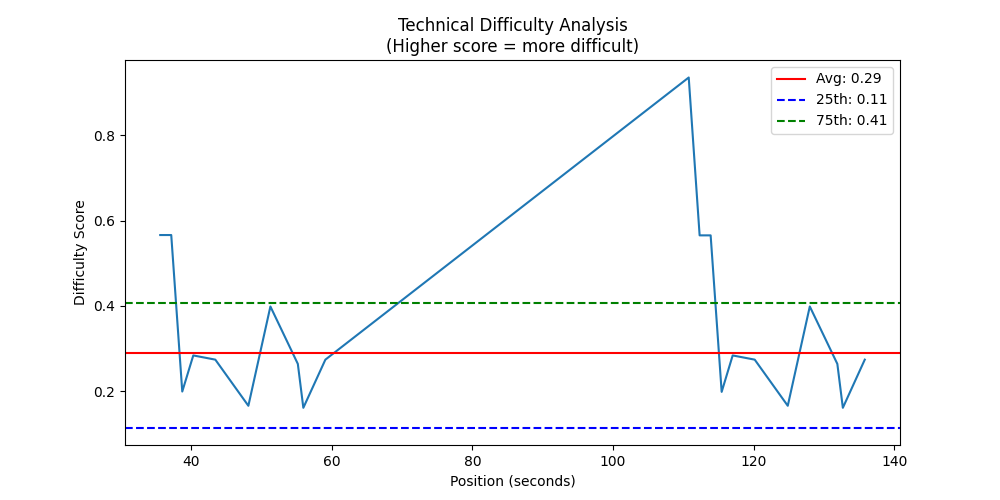 Technical Difficulty Analysis
(Higher score = more difficult)
Avg: 0.29
25th: 0.11
75th: 0.41
Difficulty Score
0.8
0.6
0.4
0.2
40 60 80 100 120 140
Position (seconds)